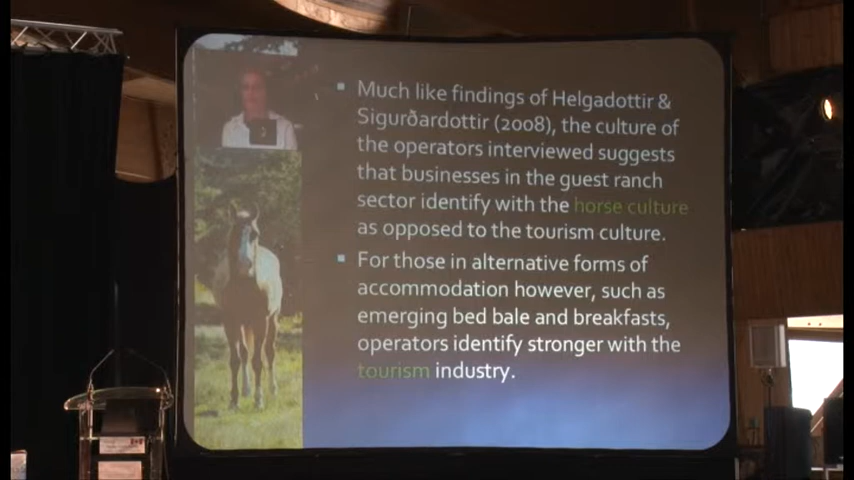 Much like findings of Helgadottir &
Sigurðardottir (2008), the culture of
the operators interviewed suggests
that businesses in the guest ranch
sector identify with the horse culture
as opposed to the tourism culture.
For those in alternative forms of
accommodation however, such as
emerging bed bale and breakfasts,
operators identify stronger with the
tourism industry.